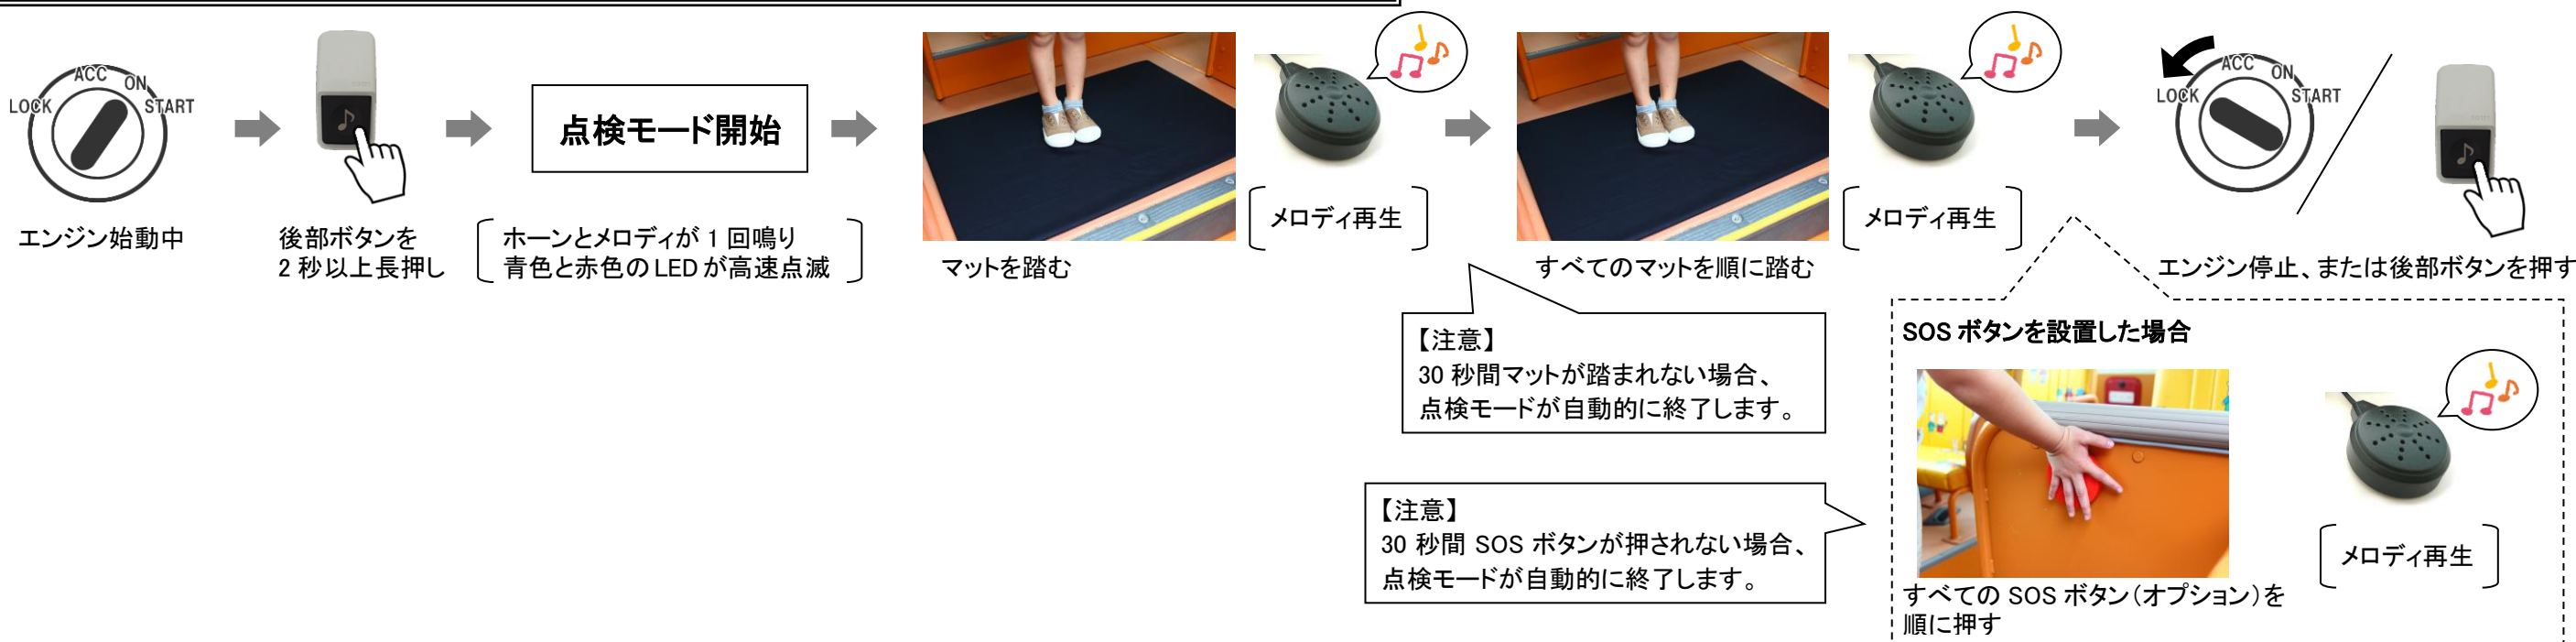 ACC
ON
LOCK
START
エンジン始動中
後部ボタンを
2 秒以上長押し
点検モード開始
ホーンとメロディが 1 回鳴り
青色と赤色の LED が高速点滅
マットを踏む
メロディ再生
すべてのマットを順に踏む
メロディ再生
【注意】
30 秒間マットが踏まれない場合、
点検モードが自動的に終了します。
ACC
ON
LOCK
START
エンジン停止、または後部ボタンを押す
SOS ボタンを設置した場合
【注意】
30 秒間 SOS ボタンが押されない場合、
点検モードが自動的に終了します。
メロディ再生
すべての SOS ボタン（オプション）を
順に押す